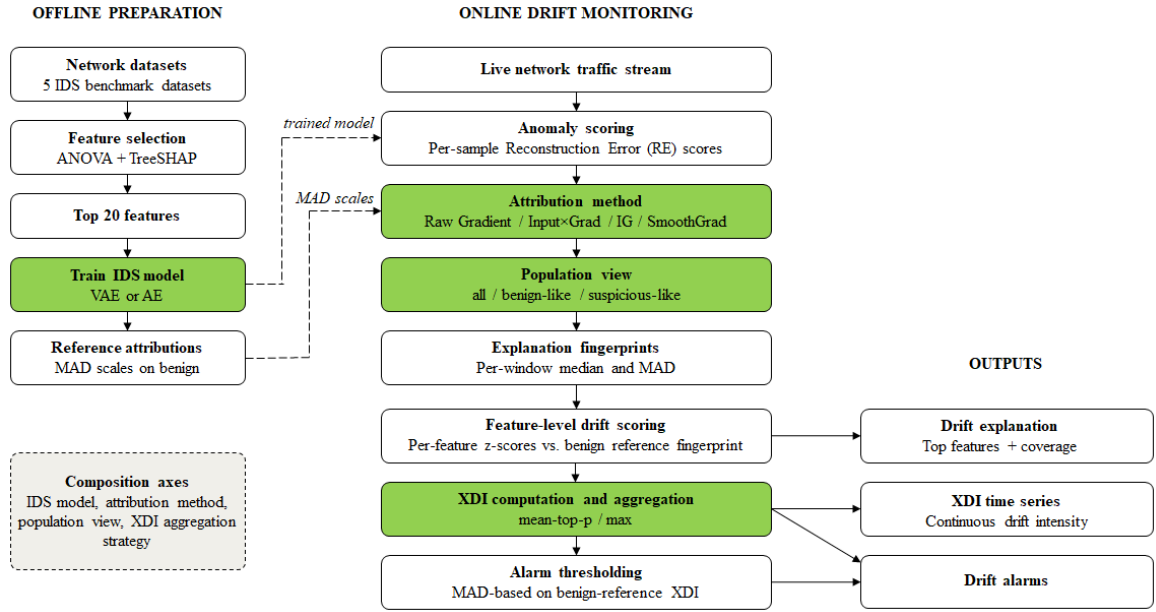 OFFLINE PREPARATION
Network datasets
5 IDS benchmark datasets
Feature selection
ANOVA + TreeSHAP
Top 20 features
Train IDS model
VAE or AE
Reference attributions
MAD scales on benign
Composition axes
IDS model, attribution method,
population view, XDI aggregation
strategy
trained model
MAD scales
ONLINE DRIFT MONITORING
Live network traffic stream
Anomaly scoring
Per-sample Reconstruction Error (RE) scores
Attribution method
Raw Gradient / Input×Grad / IG / SmoothGrad
Population view
all / benign-like / suspicious-like
Explanation fingerprints
Per-window median and MAD
Feature-level drift scoring
Per-feature z-scores vs. benign reference fingerprint
XDI computation and aggregation
mean-top-p / max
Alarm thresholding
MAD-based on benign-reference XDI
OUTPUTS
Drift explanation
Top features + coverage
XDI time series
Continuous drift intensity
Drift alarms